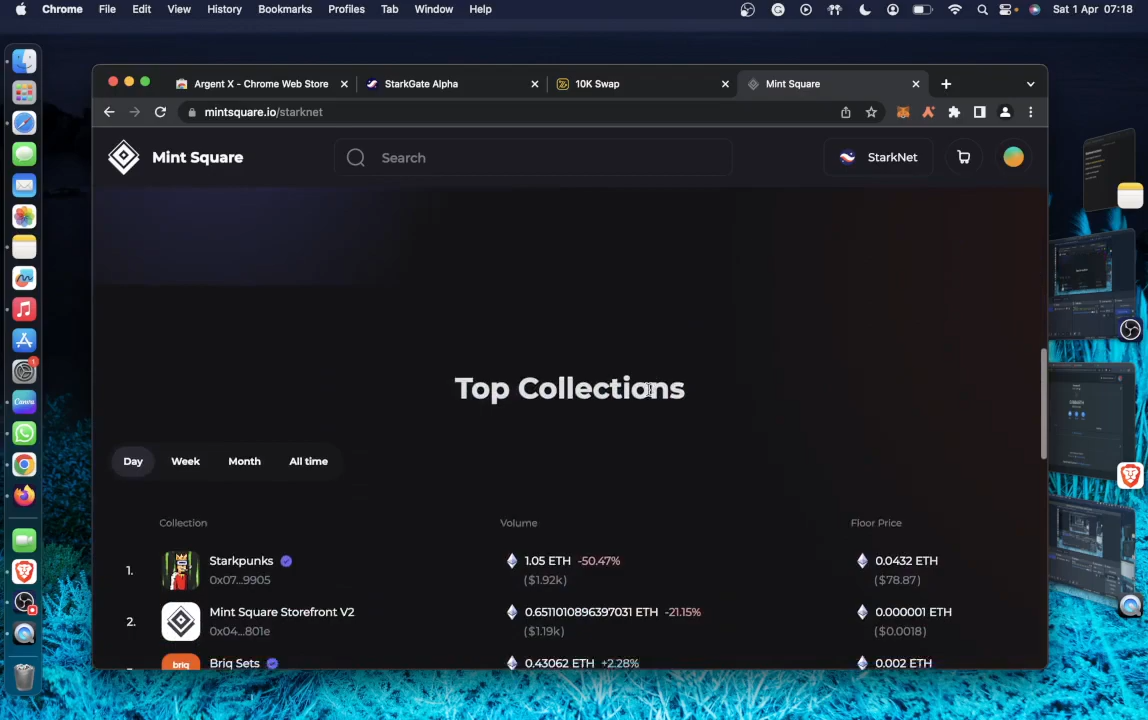 Chrome File Edit View History Bookmarks Profiles Tab Window Help Sat 1 Apr 07:18
Argent X - Chrome Web Store StarkGate Alpha 10K Swap Mint Square
mintsquare.io/starknet
Mint Square Search StarkNet
Top Collections
Day Week Month All time
Collection Volume Floor Price
1. Starkpunks 1.05 ETH -50.47% 0.0432 ETH
0x07...9905 ($1.92k) ($78.87)
2. Mint Square Storefront V2 0.6511010896397031 ETH -21.15% 0.000001 ETH
0x04...801e ($1.19k) ($0.0018)
briq Briq Sets 0.43062 ETH +2.28% 0.002 ETH
Canva
1